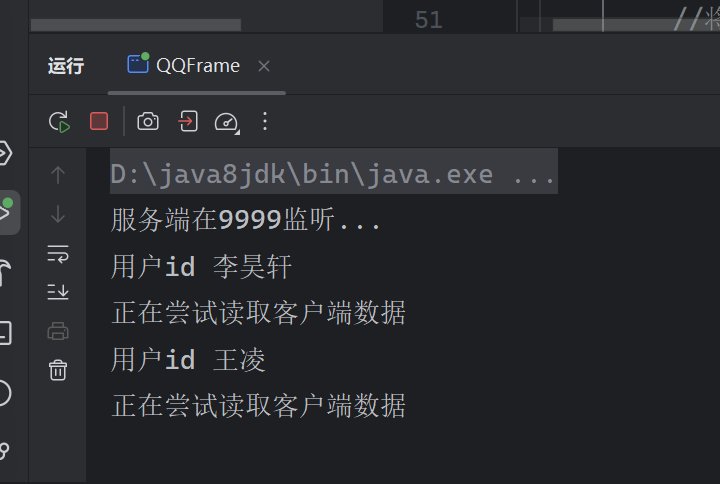 51
//将
运行 QQFrame
D:\java8jdk\bin\java.exe ...
服务端在9999监听...
用户id 李昊轩
正在尝试读取客户端数据
用户id 王凌
正在尝试读取客户端数据